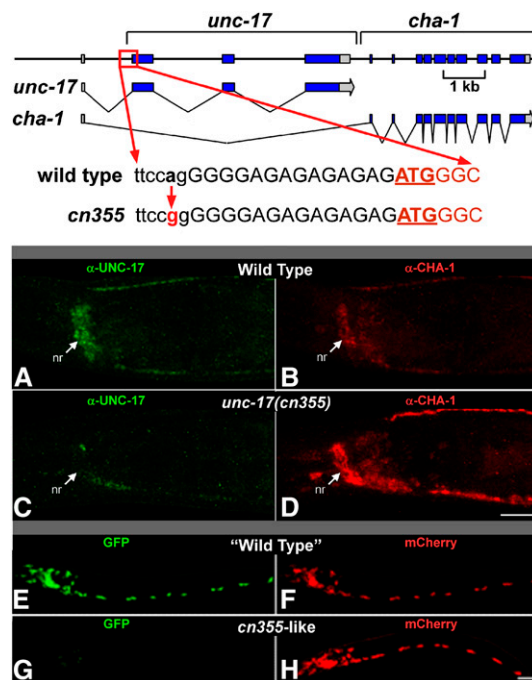 unc-17 cha-1
1 kb
unc-17
cha-1
wild type ttccagGGGGAGAGAGAGAGATGGGC
cn355 ttccggGGGGAGAGAGAGAGATGGGC
α-UNC-17 Wild Type α-CHA-1
nr nr
A B
α-UNC-17 unc-17(cn355) α-CHA-1
nr nr
C D
GFP "Wild Type" mCherry
E F
GFP cn355-like mCherry
G H